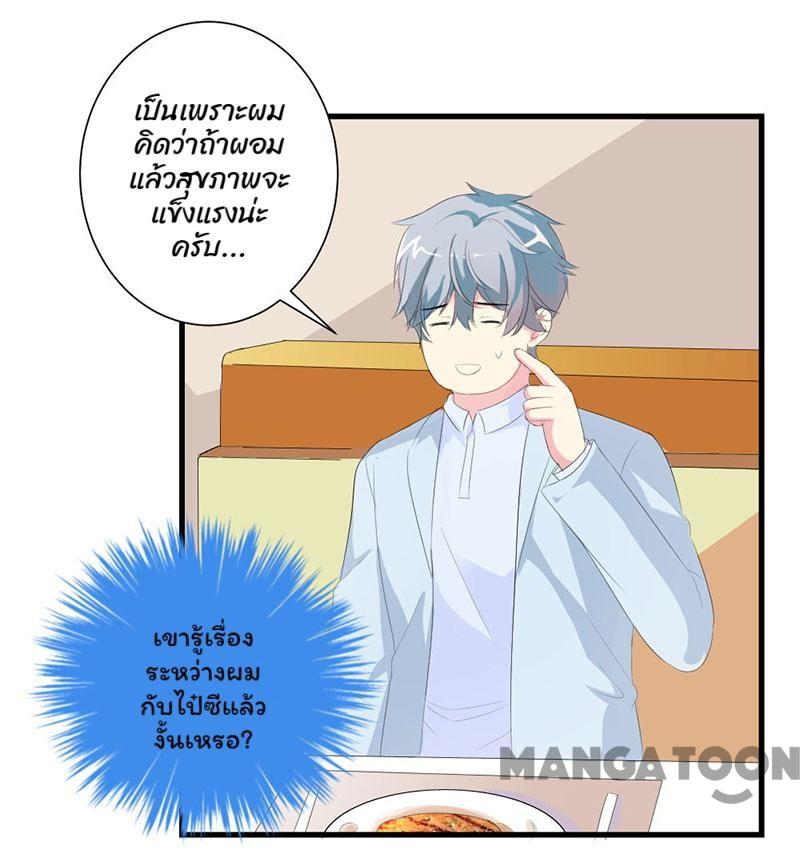 เป็นเพราะผม
คิดว่าถ้าผอม
แล้วสุขภาพจะ
แข็งแรงน่ะ
ครับ...
เขารู้เรื่อง
ระหว่างผม
กับไป๋ซีแล้ว
งั้นเหรอ?
MANGATOON